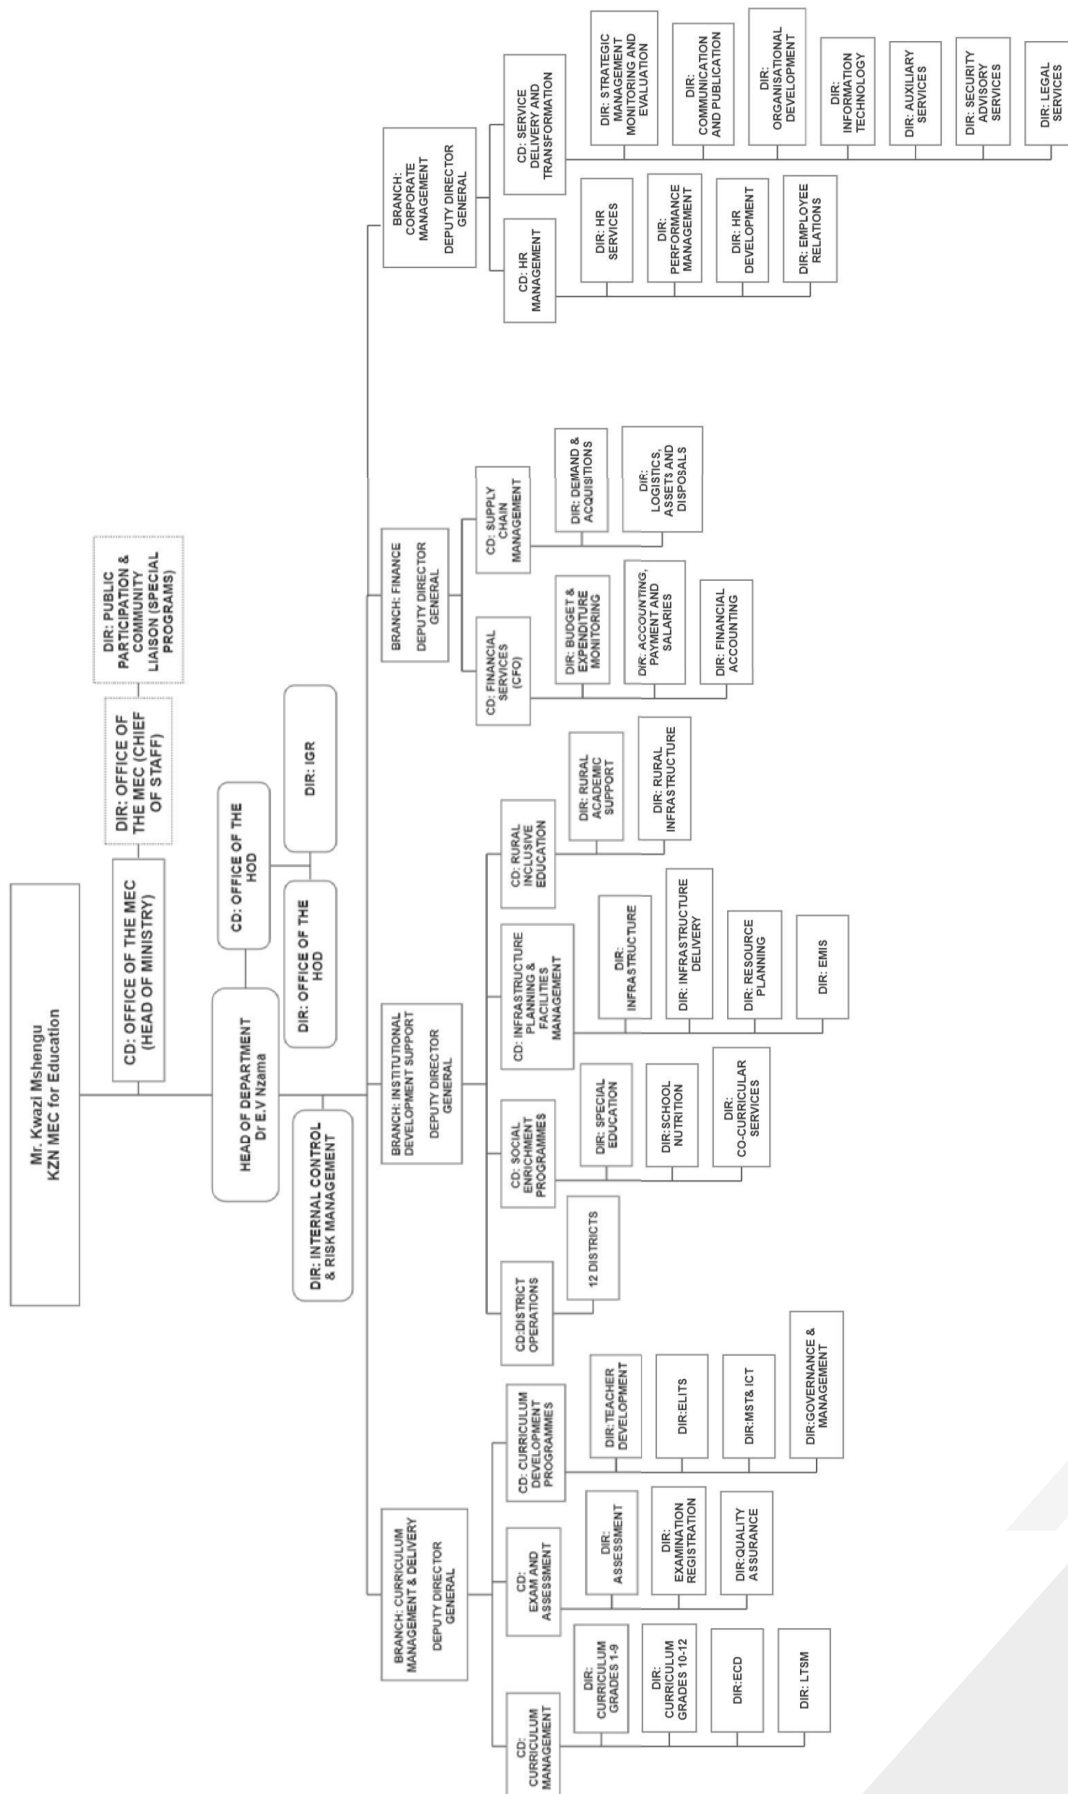 Mr. Kwazi Mshengu
KZN MEC for Education
CD: OFFICE OF THE MEC
(HEAD OF MINISTRY)
DIR: OFFICE OF
THE MEC (CHIEF
OF STAFF)
DIR: PUBLIC
PARTICIPATION &
COMMUNITY
LIAISON (SPECIAL
PROGRAMS)
HEAD OF DEPARTMENT
Dr E.V Nzama
CD: OFFICE OF THE
HOD
DIR: OFFICE OF THE
HOD
DIR: IGR
DIR: INTERNAL CONTROL
& RISK MANAGEMENT
BRANCH: CURRICULUM
MANAGEMENT & DELIVERY
DEPUTY DIRECTOR
GENERAL
CD:
CURRICULUM
MANAGEMENT
DIR:
CURRICULUM
GRADES 1-9
DIR:
CURRICULUM
GRADES 10-12
DIR:ECD
DIR: LTSM
CD:
EXAM AND
ASSESSMENT
DIR:
ASSESSMENT
DIR:
EXAMINATION
REGISTRATION
DIR:QUALITY
ASSURANCE
CD: CURRICULUM
DEVELOPMENT
PROGRAMMES
DIR:TEACHER
DEVELOPMENT
DIR:ELITS
DIR:MST& ICT
DIR:GOVERNANCE &
MANAGEMENT
BRANCH: INSTITUTIONAL
DEVELOPMENT SUPPORT
DEPUTY DIRECTOR
GENERAL
CD:DISTRICT
OPERATIONS
12 DISTRICTS
CD: SOCIAL
ENRICHMENT
PROGRAMMES
DIR: SPECIAL
EDUCATION
DIR:SCHOOL
NUTRITION
DIR:
CO-CURRICULAR
SERVICES
CD: INFRASTRUCTURE
PLANNING &
FACILITIES
MANAGEMENT
DIR:
INFRASTRUCTURE
DIR: INFRASTRUCTURE
DELIVERY
DIR: RESOURCE
PLANNING
DIR: EMIS
CD: RURAL
INCLUSIVE
EDUCATION
DIR: RURAL
ACADEMIC
SUPPORT
DIR: RURAL
INFRASTRUCTURE
BRANCH: FINANCE
DEPUTY DIRECTOR
GENERAL
CD: FINANCIAL
SERVICES
(CFO)
DIR: BUDGET &
EXPENDITURE
MONITORING
DIR: ACCOUNTING,
PAYMENT AND
SALARIES
DIR: FINANCIAL
ACCOUNTING
CD: SUPPLY
CHAIN
MANAGEMENT
DIR: DEMAND &
ACQUISITIONS
DIR:
LOGISTICS,
ASSETS AND
DISPOSALS
BRANCH:
CORPORATE
MANAGEMENT
DEPUTY DIRECTOR
GENERAL
CD: HR
MANAGEMENT
DIR: HR
SERVICES
DIR:
PERFORMANCE
MANAGEMENT
DIR: HR
DEVELOPMENT
DIR: EMPLOYEE
RELATIONS
CD: SERVICE
DELIVERY AND
TRANSFORMATION
DIR: STRATEGIC
MANAGEMENT
MONITORING AND
EVALUATION
DIR:
COMMUNICATION
AND PUBLICATION
DIR:
ORGANISATIONAL
DEVELOPMENT
DIR:
INFORMATION
TECHNOLOGY
DIR: AUXILIARY
SERVICES
DIR: SECURITY
ADVISORY
SERVICES
DIR: LEGAL
SERVICES